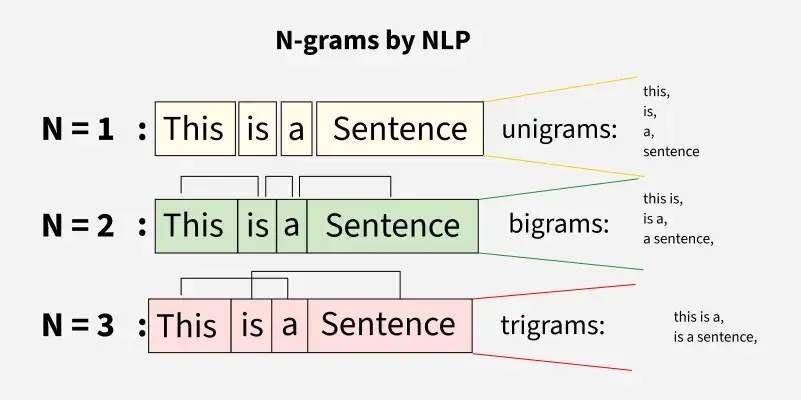 N-grams by NLP
N = 1 : This is a Sentence unigrams:
this,
is,
a,
sentence
N = 2 : This is a Sentence bigrams:
this is,
is a,
a sentence,
N = 3 : This is a Sentence trigrams:
this is a,
is a sentence,